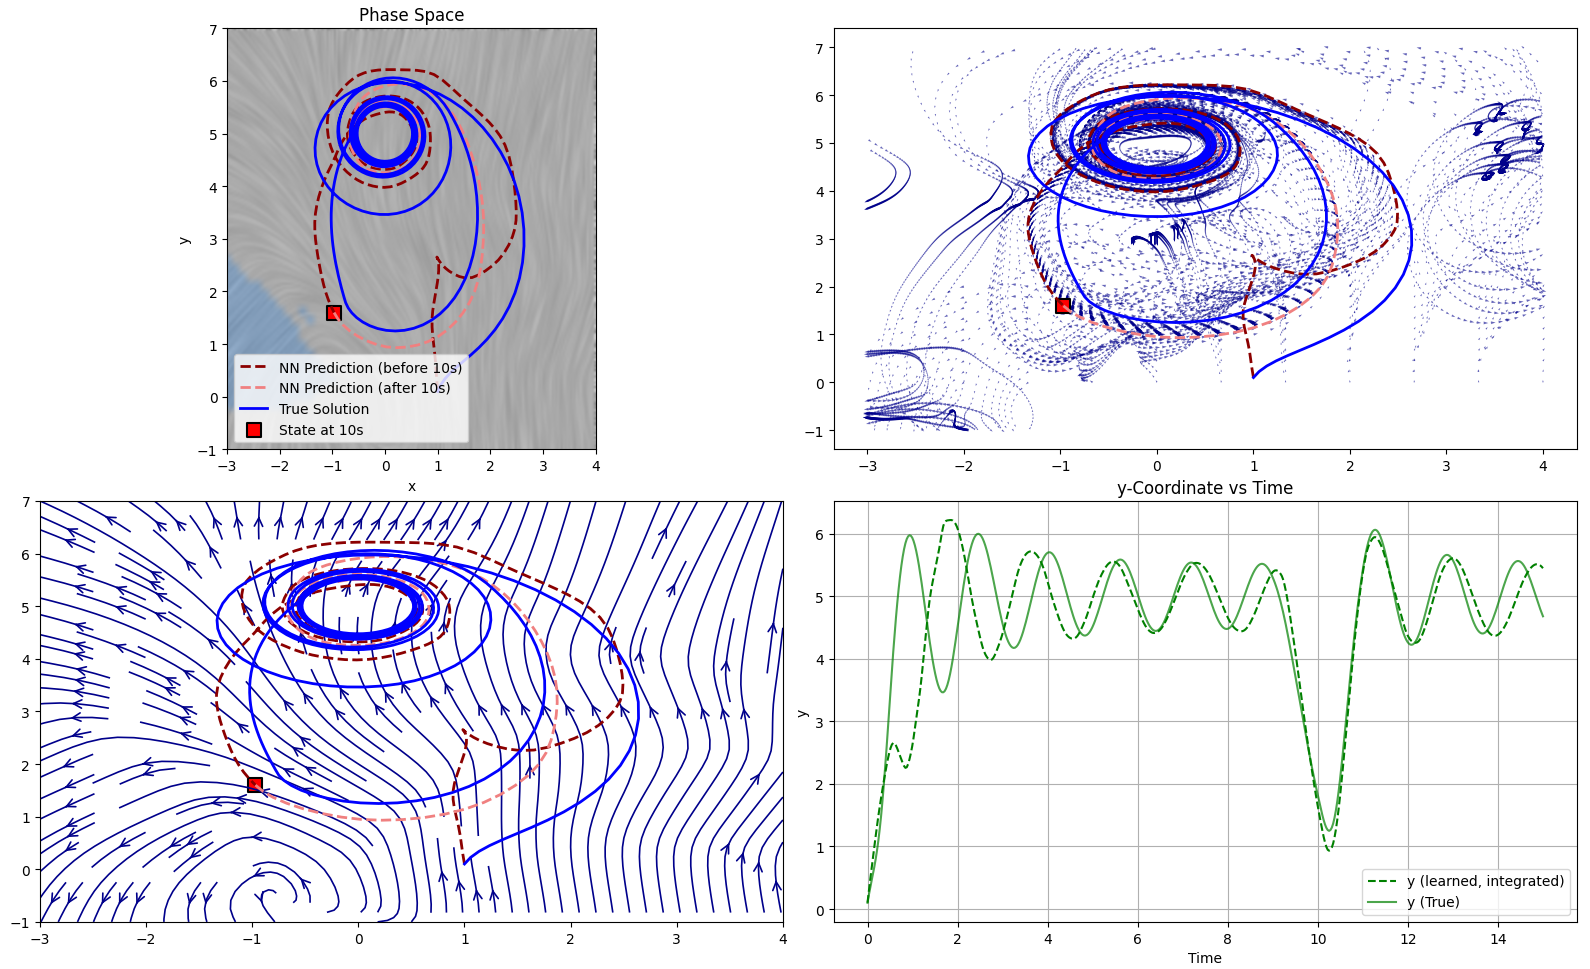 Phase Space
7
6
5
4
3
2
1
0
−1
y
−3 −2 −1 0 1 2 3 4
x
NN Prediction (before 10s)
NN Prediction (after 10s)
True Solution
State at 10s
7
6
5
4
3
2
1
0
−1
−3 −2 −1 0 1 2 3 4
7
6
5
4
3
2
1
0
−1
−3 −2 −1 0 1 2 3 4
y-Coordinate vs Time
6
5
4
3
2
1
0
y
0 2 4 6 8 10 12 14
Time
y (learned, integrated)
y (True)